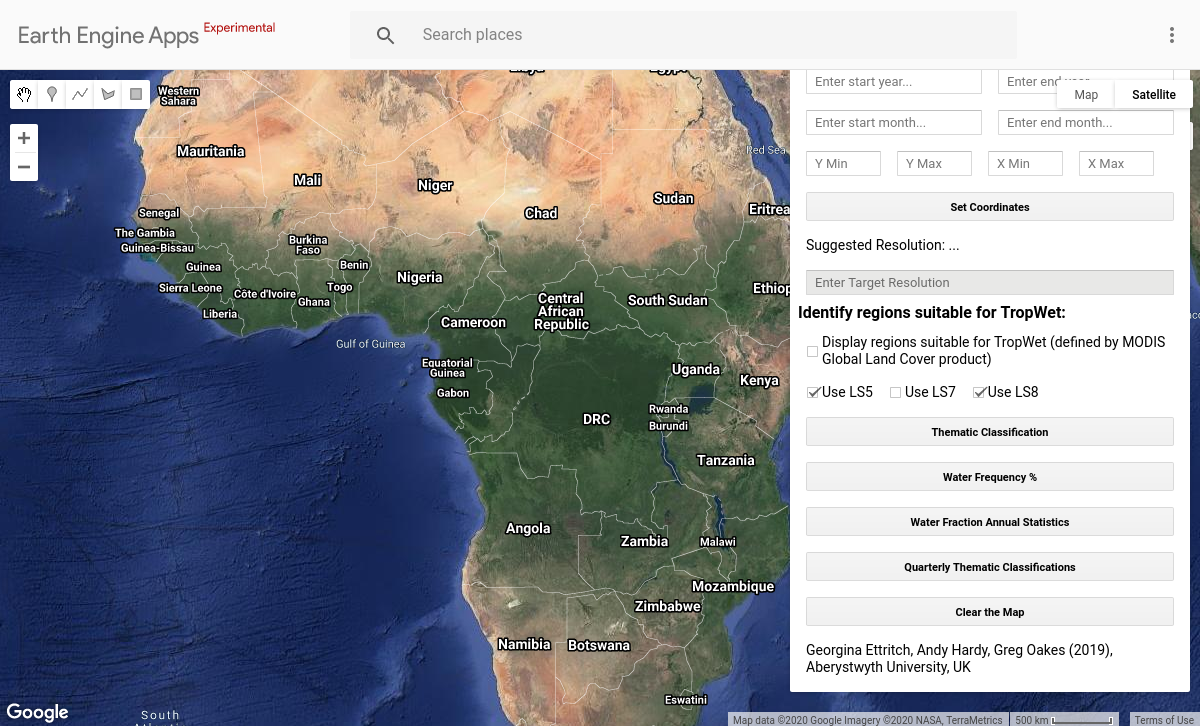 Earth Engine Apps Experimental
Search places
Enter start year...
Enter end year...
Map
Satellite
Enter start month...
Enter end month...
Y Min
Y Max
X Min
X Max
Set Coordinates
Suggested Resolution: ...
Enter Target Resolution
Identify regions suitable for TropWet:
Display regions suitable for TropWet (defined by MODIS
Global Land Cover product)
Use LS5
Use LS7
Use LS8
Thematic Classification
Water Frequency %
Water Fraction Annual Statistics
Quarterly Thematic Classifications
Clear the Map
Georgina Ettritch, Andy Hardy, Greg Oakes (2019),
Aberystwyth University, UK
Western
Sahara
Mauritania
Mali
Niger
Chad
Sudan
Red Sea
Eritrea
Senegal
The Gambia
Guinea-Bissau
Guinea
Sierra Leone
Liberia
Côte d'Ivoire
Burkina
Faso
Ghana
Togo
Benin
Nigeria
Cameroon
Central
African
Republic
South Sudan
Ethiop
Gulf of Guinea
Equatorial
Guinea
Gabon
DRC
Uganda
Kenya
Rwanda
Burundi
Tanzania
Angola
Zambia
Malawi
Mozambique
Zimbabwe
Namibia
Botswana
Eswatini
South
Google
Map data ©2020 Google Imagery ©2020 NASA, TerraMetrics
500 km
Terms of Use